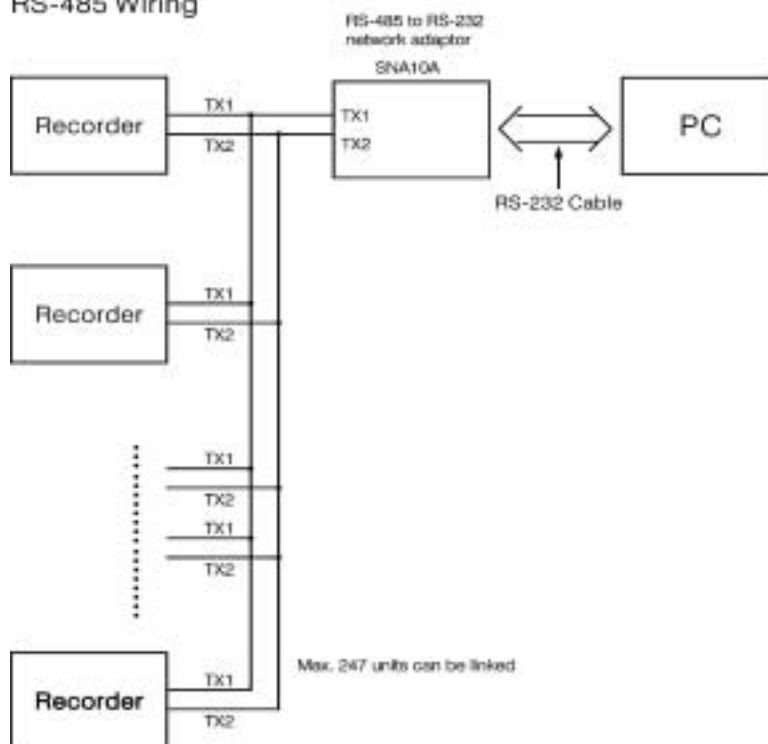 RS-485 Wiring
RS-485 to RS-232
network adaptor
SNA10A
Recorder
TX1
TX2
TX1
TX2
PC
RS-232 Cable
Recorder
TX1
TX2
TX1
TX2
TX1
TX2
Max. 247 units can be linked
Recorder
TX1
TX2